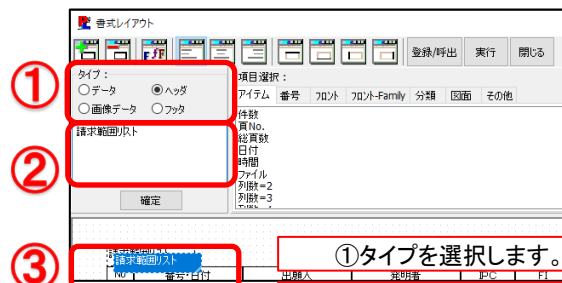 書式レイアウト
登録/呼出 実行 閉じる
①
タイプ：
○データ ◉ヘッダ
○画像データ ○フッタ
項目選択：
アイテム 番号 フロント フロント-Family 分類 図面 その他
件数
頁No.
総頁数
日付
時間
ファイル
列数=2
列数=3
②
請求範囲リスト
確定
③
請求範囲リスト
①タイプを選択します。
No 番号・日付 出願人 発明者 IPC FI